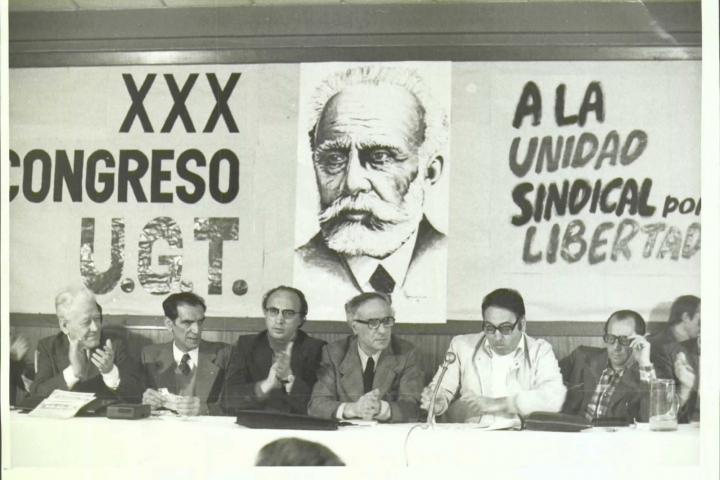 XXX
CONGRESO
U.G.T.
A LA
UNIDAD
SINDICAL por
LIBERTAD